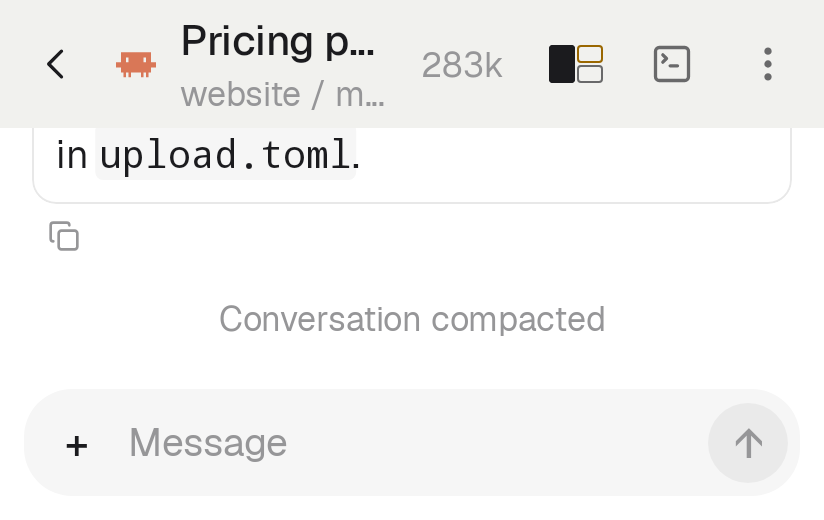 Pricing p...
283k
website / m...
in upload.toml.
Conversation compacted
Message